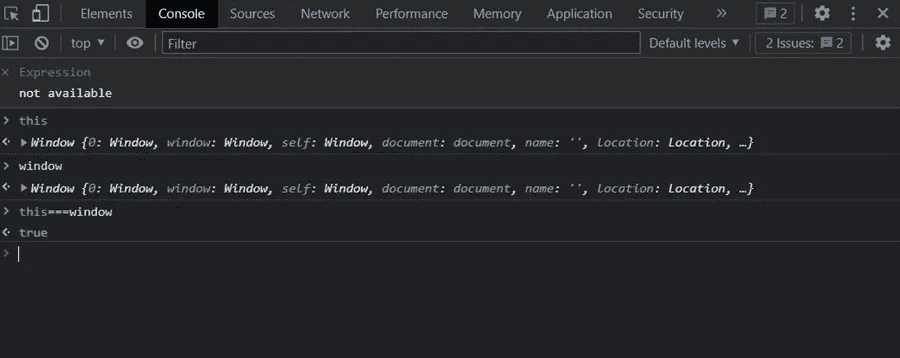 Elements Console Sources Network Performance Memory Application Security » 2
top Filter Default levels 2 Issues: 2
Expression
not available
this
Window {0: Window, window: Window, self: Window, document: document, name: '', location: Location, …}
window
Window {0: Window, window: Window, self: Window, document: document, name: '', location: Location, …}
this===window
true